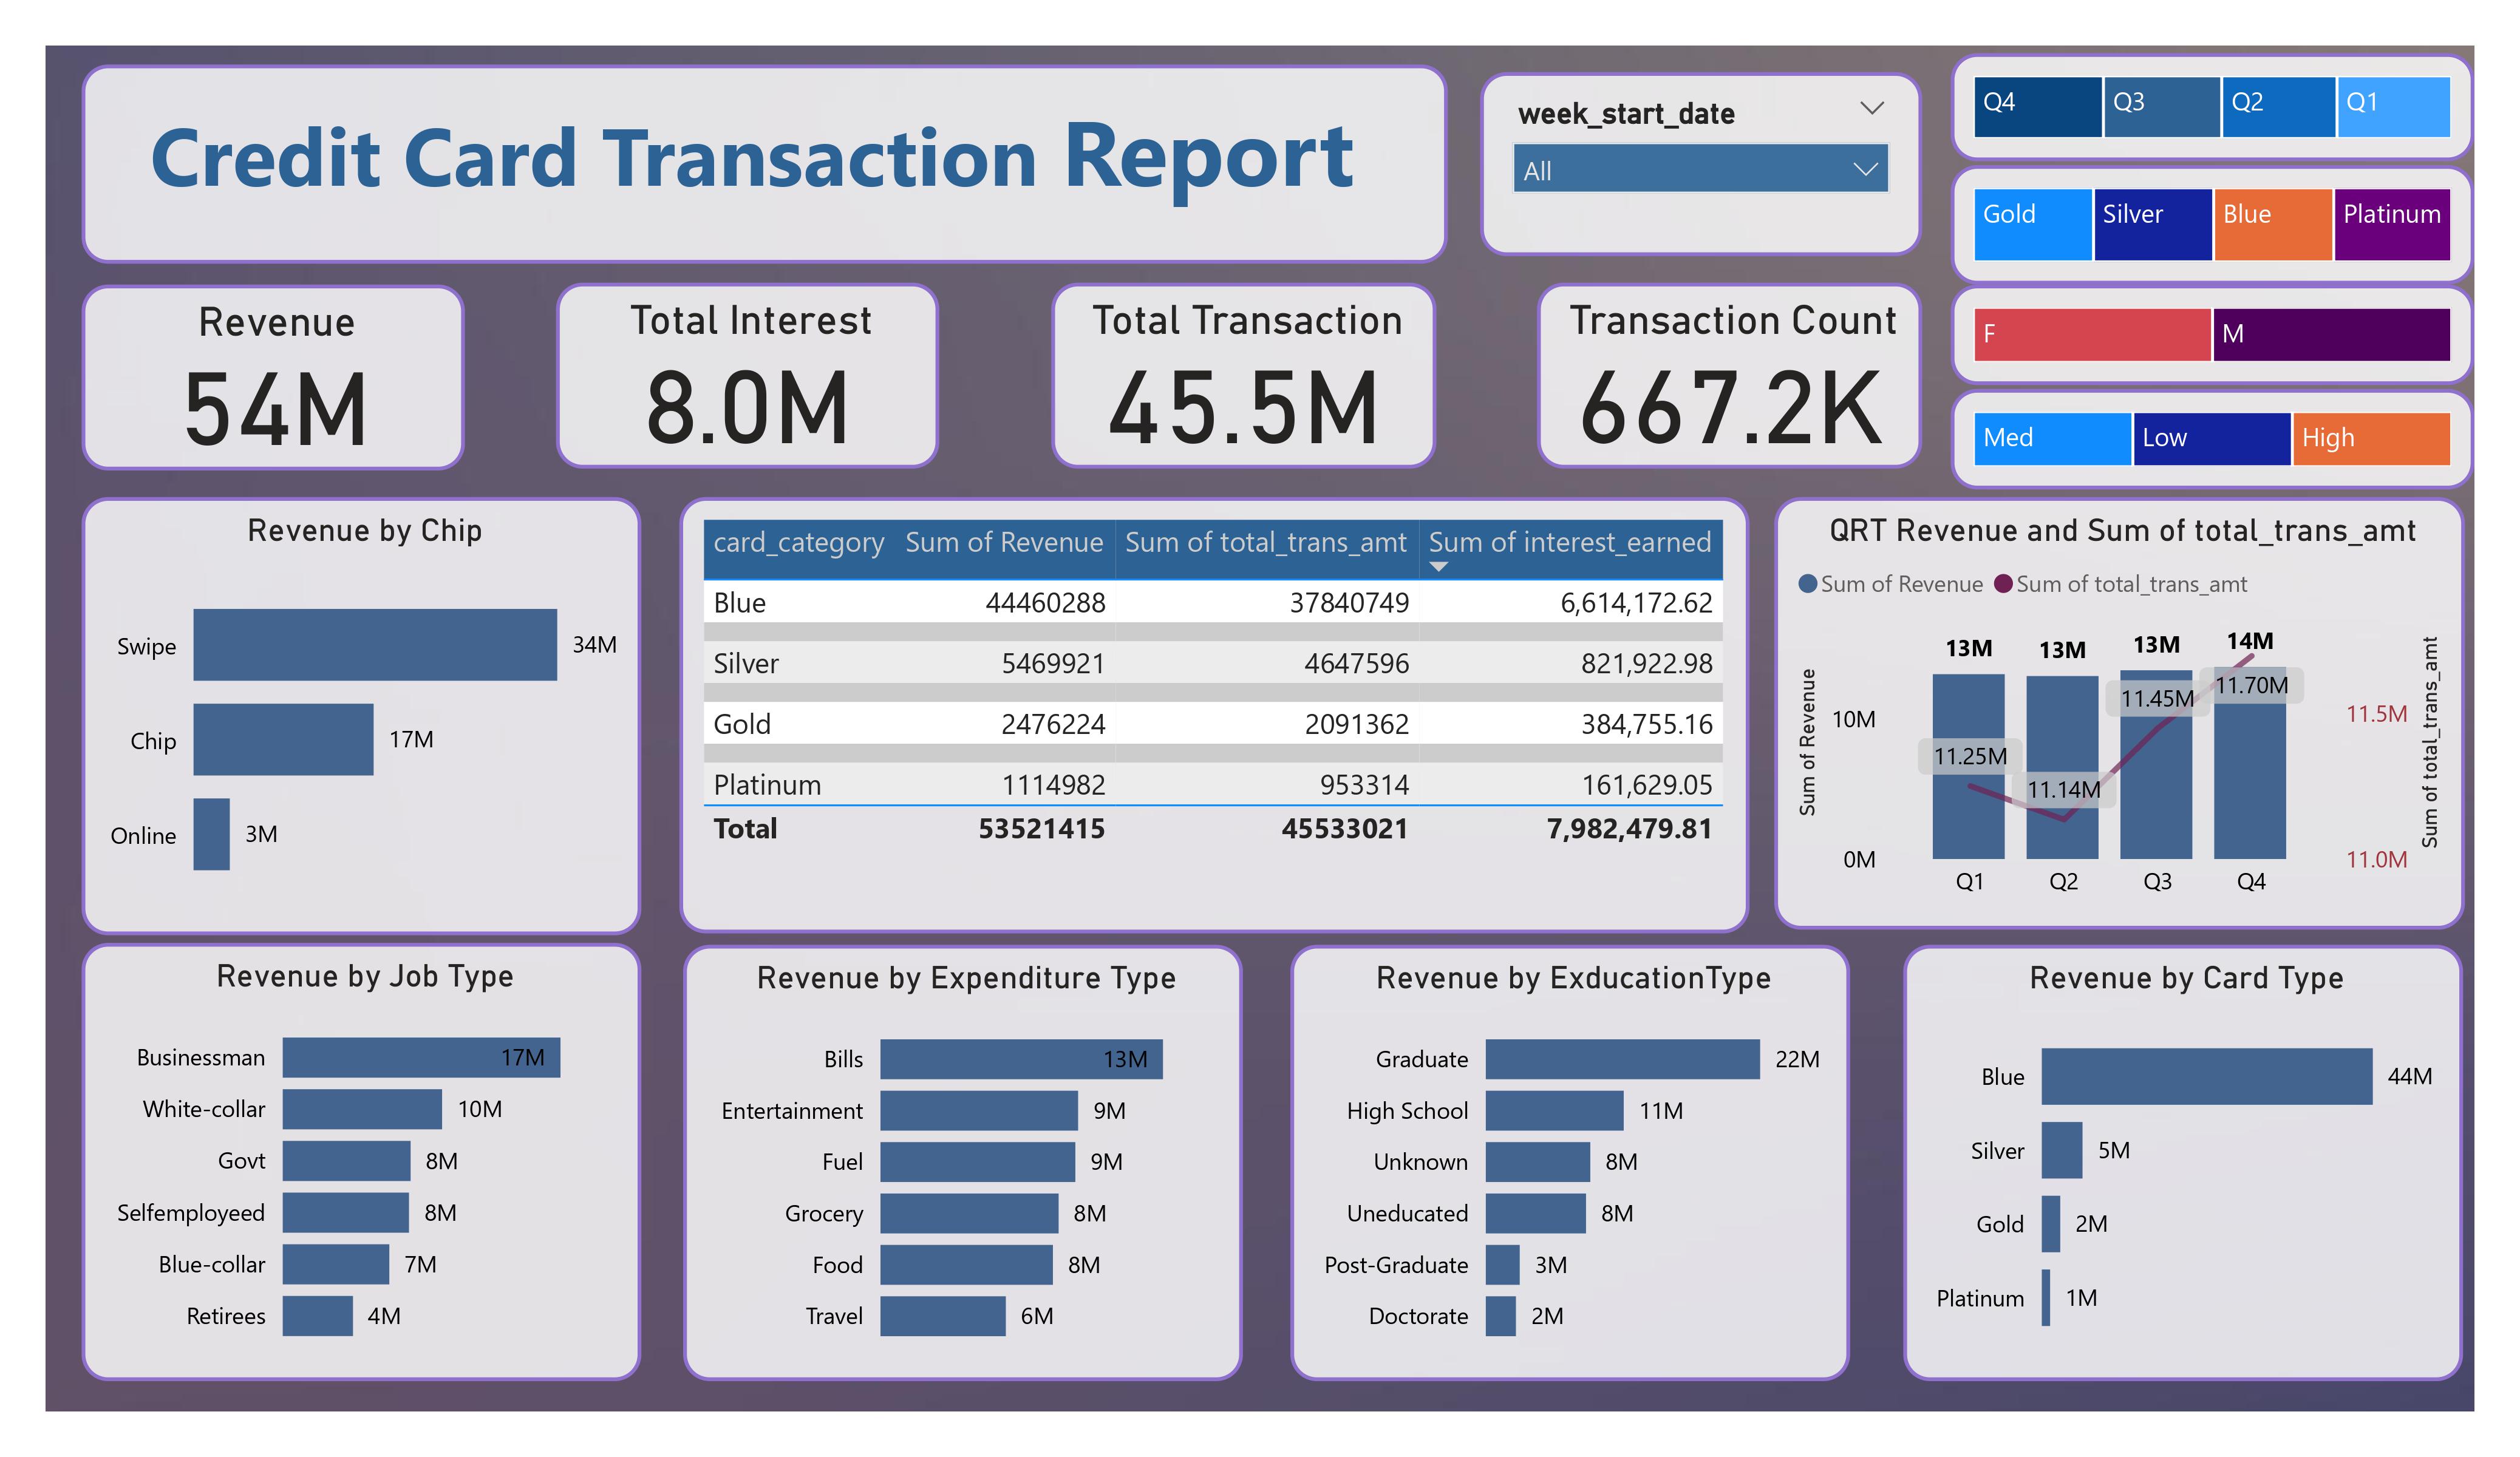 Credit Card Transaction Report
week_start_date
All
Q4 Q3 Q2 Q1
Gold Silver Blue Platinum
F M
Med Low High
Revenue
54M
Total Interest
8.0M
Total Transaction
45.5M
Transaction Count
667.2K
Revenue by Chip
Swipe 34M
Chip 17M
Online 3M
card_category Sum of Revenue Sum of total_trans_amt Sum of interest_earned
Blue 44460288 37840749 6,614,172.62
Silver 5469921 4647596 821,922.98
Gold 2476224 2091362 384,755.16
Platinum 1114982 953314 161,629.05
Total 53521415 45533021 7,982,479.81
QRT Revenue and Sum of total_trans_amt
Sum of Revenue Sum of total_trans_amt
Sum of Revenue
10M
0M
13M 13M 13M 14M
11.25M 11.14M 11.45M 11.70M
Q1 Q2 Q3 Q4
11.5M
11.0M
Sum of total_trans_amt
Revenue by Job Type
Businessman 17M
White-collar 10M
Govt 8M
Selfemployeed 8M
Blue-collar 7M
Retirees 4M
Revenue by Expenditure Type
Bills 13M
Entertainment 9M
Fuel 9M
Grocery 8M
Food 8M
Travel 6M
Revenue by ExducationType
Graduate 22M
High School 11M
Unknown 8M
Uneducated 8M
Post-Graduate 3M
Doctorate 2M
Revenue by Card Type
Blue 44M
Silver 5M
Gold 2M
Platinum 1M